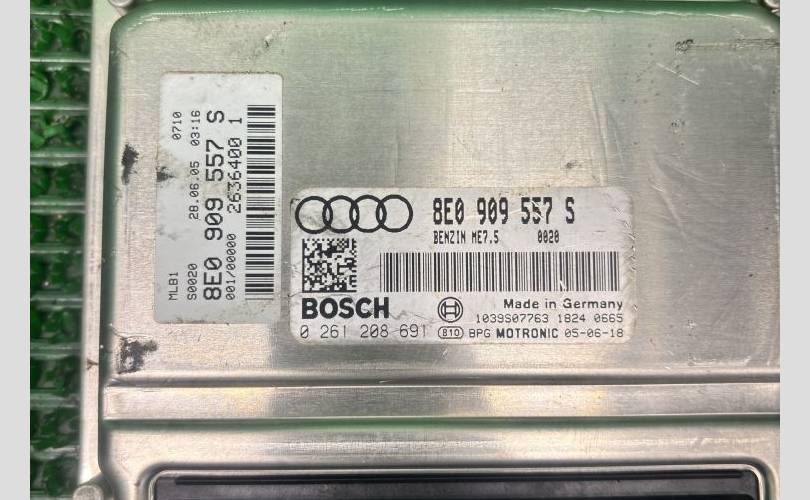 MLB1 0710
S0020 28.06.05 03:16
8E0 909 557 S
001/00000 2636400 1
8E0 909 557 S
BENZIN ME7.5 0020
BOSCH
Made in Germany
1039S07763 1824 0665
0 261 208 691 B10 BPG MOTRONIC 05-06-18